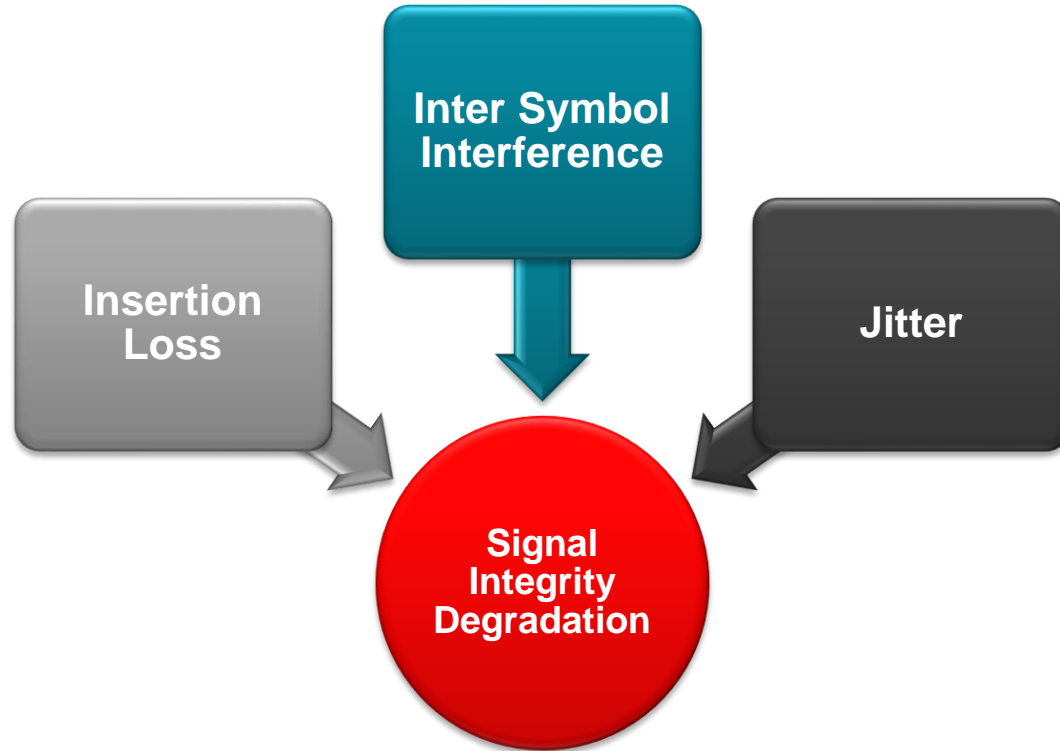 Inter Symbol
Interference
Insertion
Loss
Jitter
Signal
Integrity
Degradation